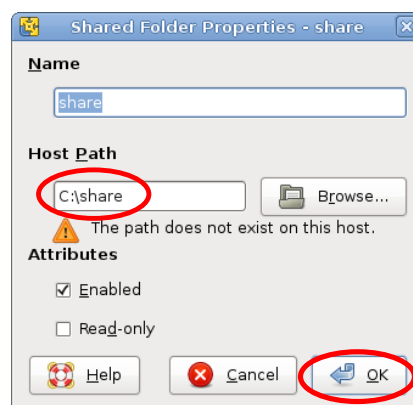 Shared Folder Properties - share
Name
share
Host Path
C:\share
Browse...
The path does not exist on this host.
Attributes
Enabled
Read-only
Help
Cancel
OK